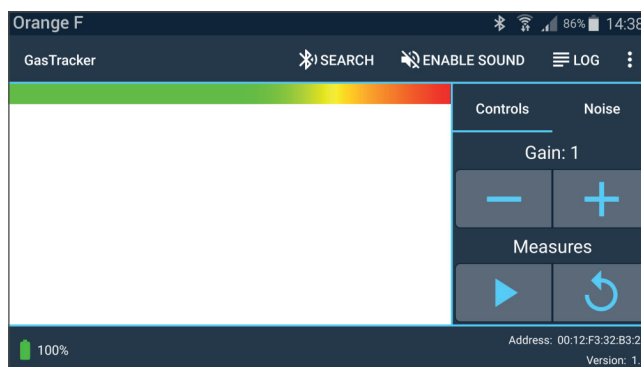 Orange F 86% 14:38
GasTracker SEARCH ENABLE SOUND LOG
Controls Noise
Gain: 1
Measures
100%
Address: 00:12:F3:32:B3:2
Version: 1.